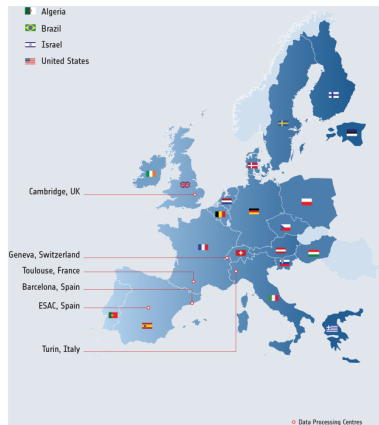 Algeria
Brazil
Israel
United States
Cambridge, UK
Geneva, Switzerland
Toulouse, France
Barcelona, Spain
ESAC, Spain
Turin, Italy
Data Processing Centres